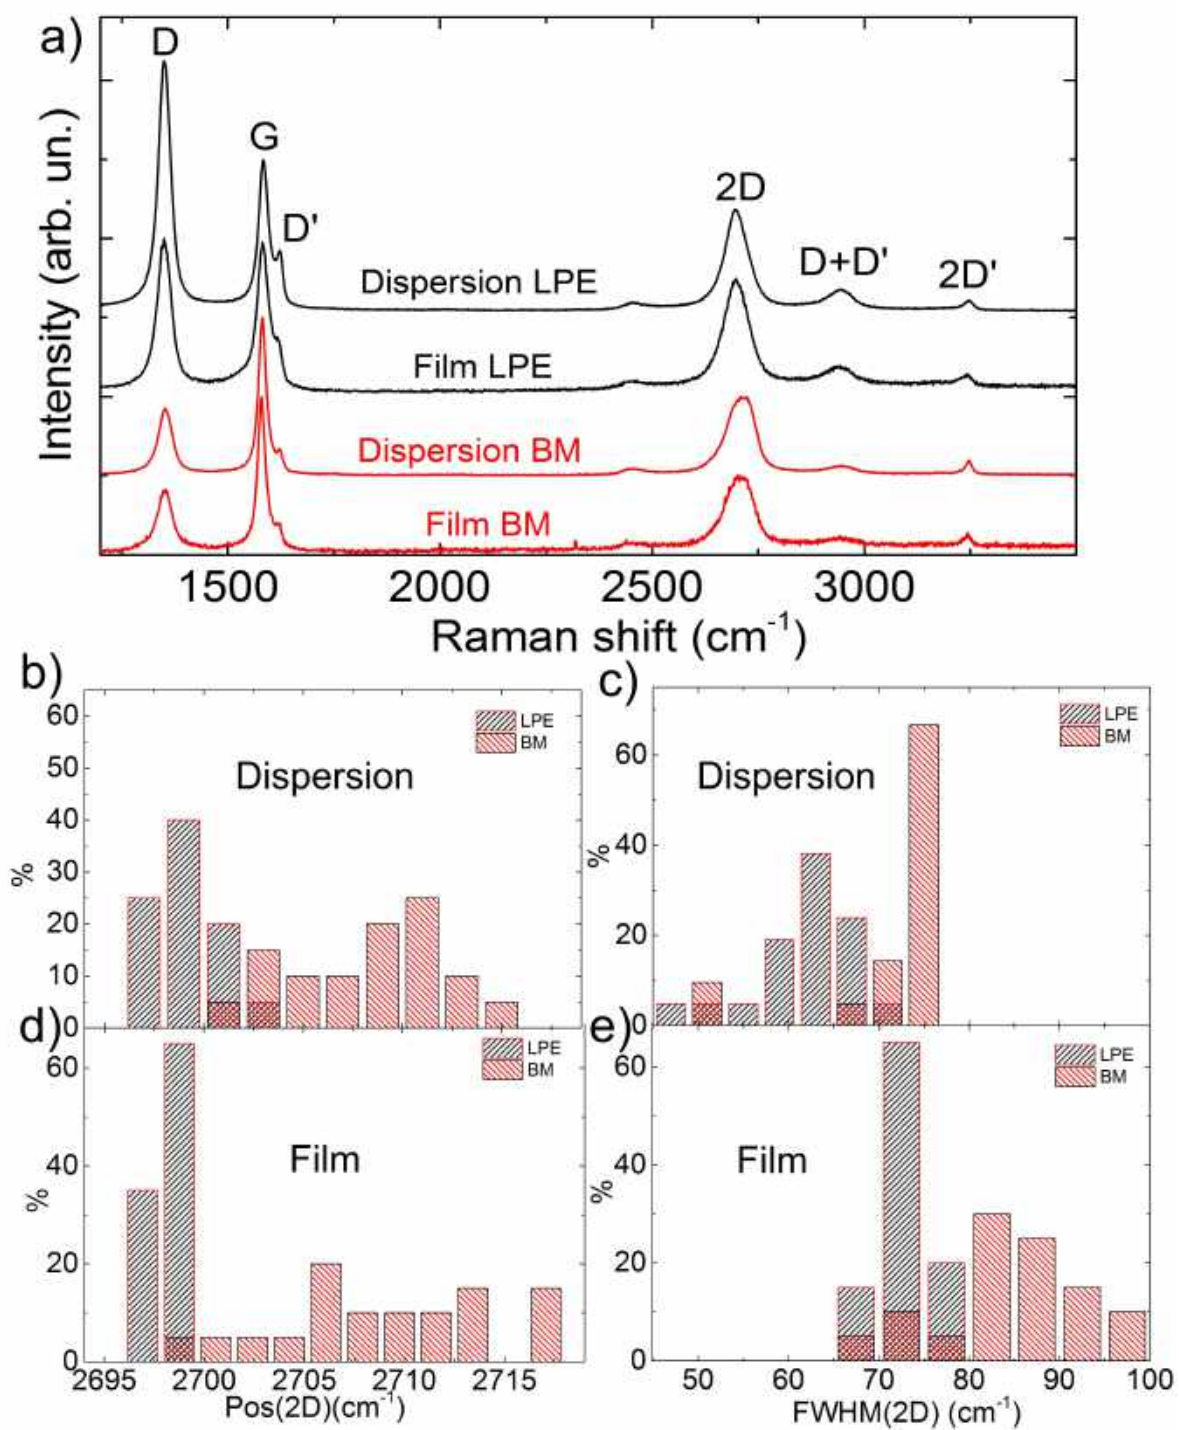 a)
D
G
D'
2D
D+D'
2D'
Dispersion LPE
Film LPE
Dispersion BM
Film BM
Intensity (arb. un.)
1500 2000 2500 3000
Raman shift (cm-1)
b)
60
50
40
30
20
10
0
%
Dispersion
LPE
BM
c)
60
40
20
0
%
Dispersion
LPE
BM
d)
60
40
20
0
%
Film
LPE
BM
2695 2700 2705 2710 2715
Pos(2D)(cm-1)
e)
60
40
20
0
%
Film
LPE
BM
50 60 70 80 90 100
FWHM(2D) (cm-1)